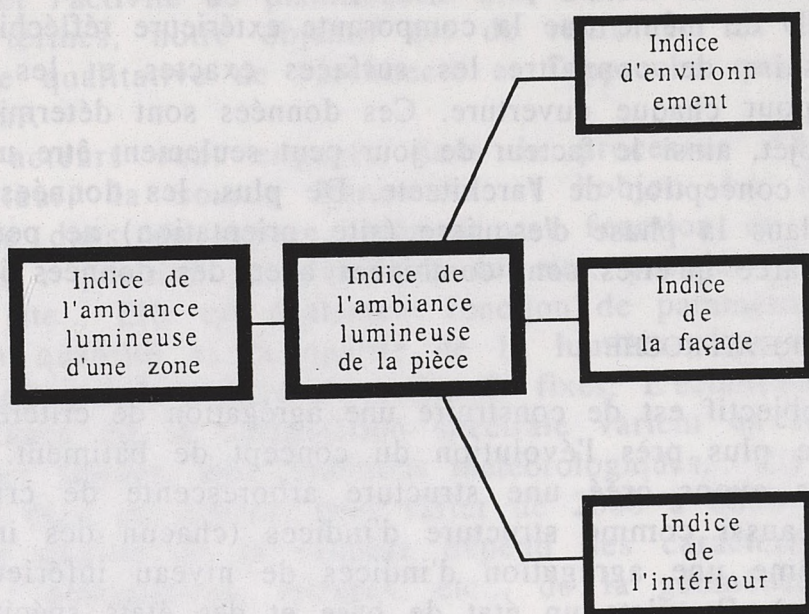 Indice
d'environn
ement
Indice de
l'ambiance
lumineuse
d'une zone
Indice de
l'ambiance
lumineuse
de la pièce
Indice
de
la façade
Indice
de
l'intérieur